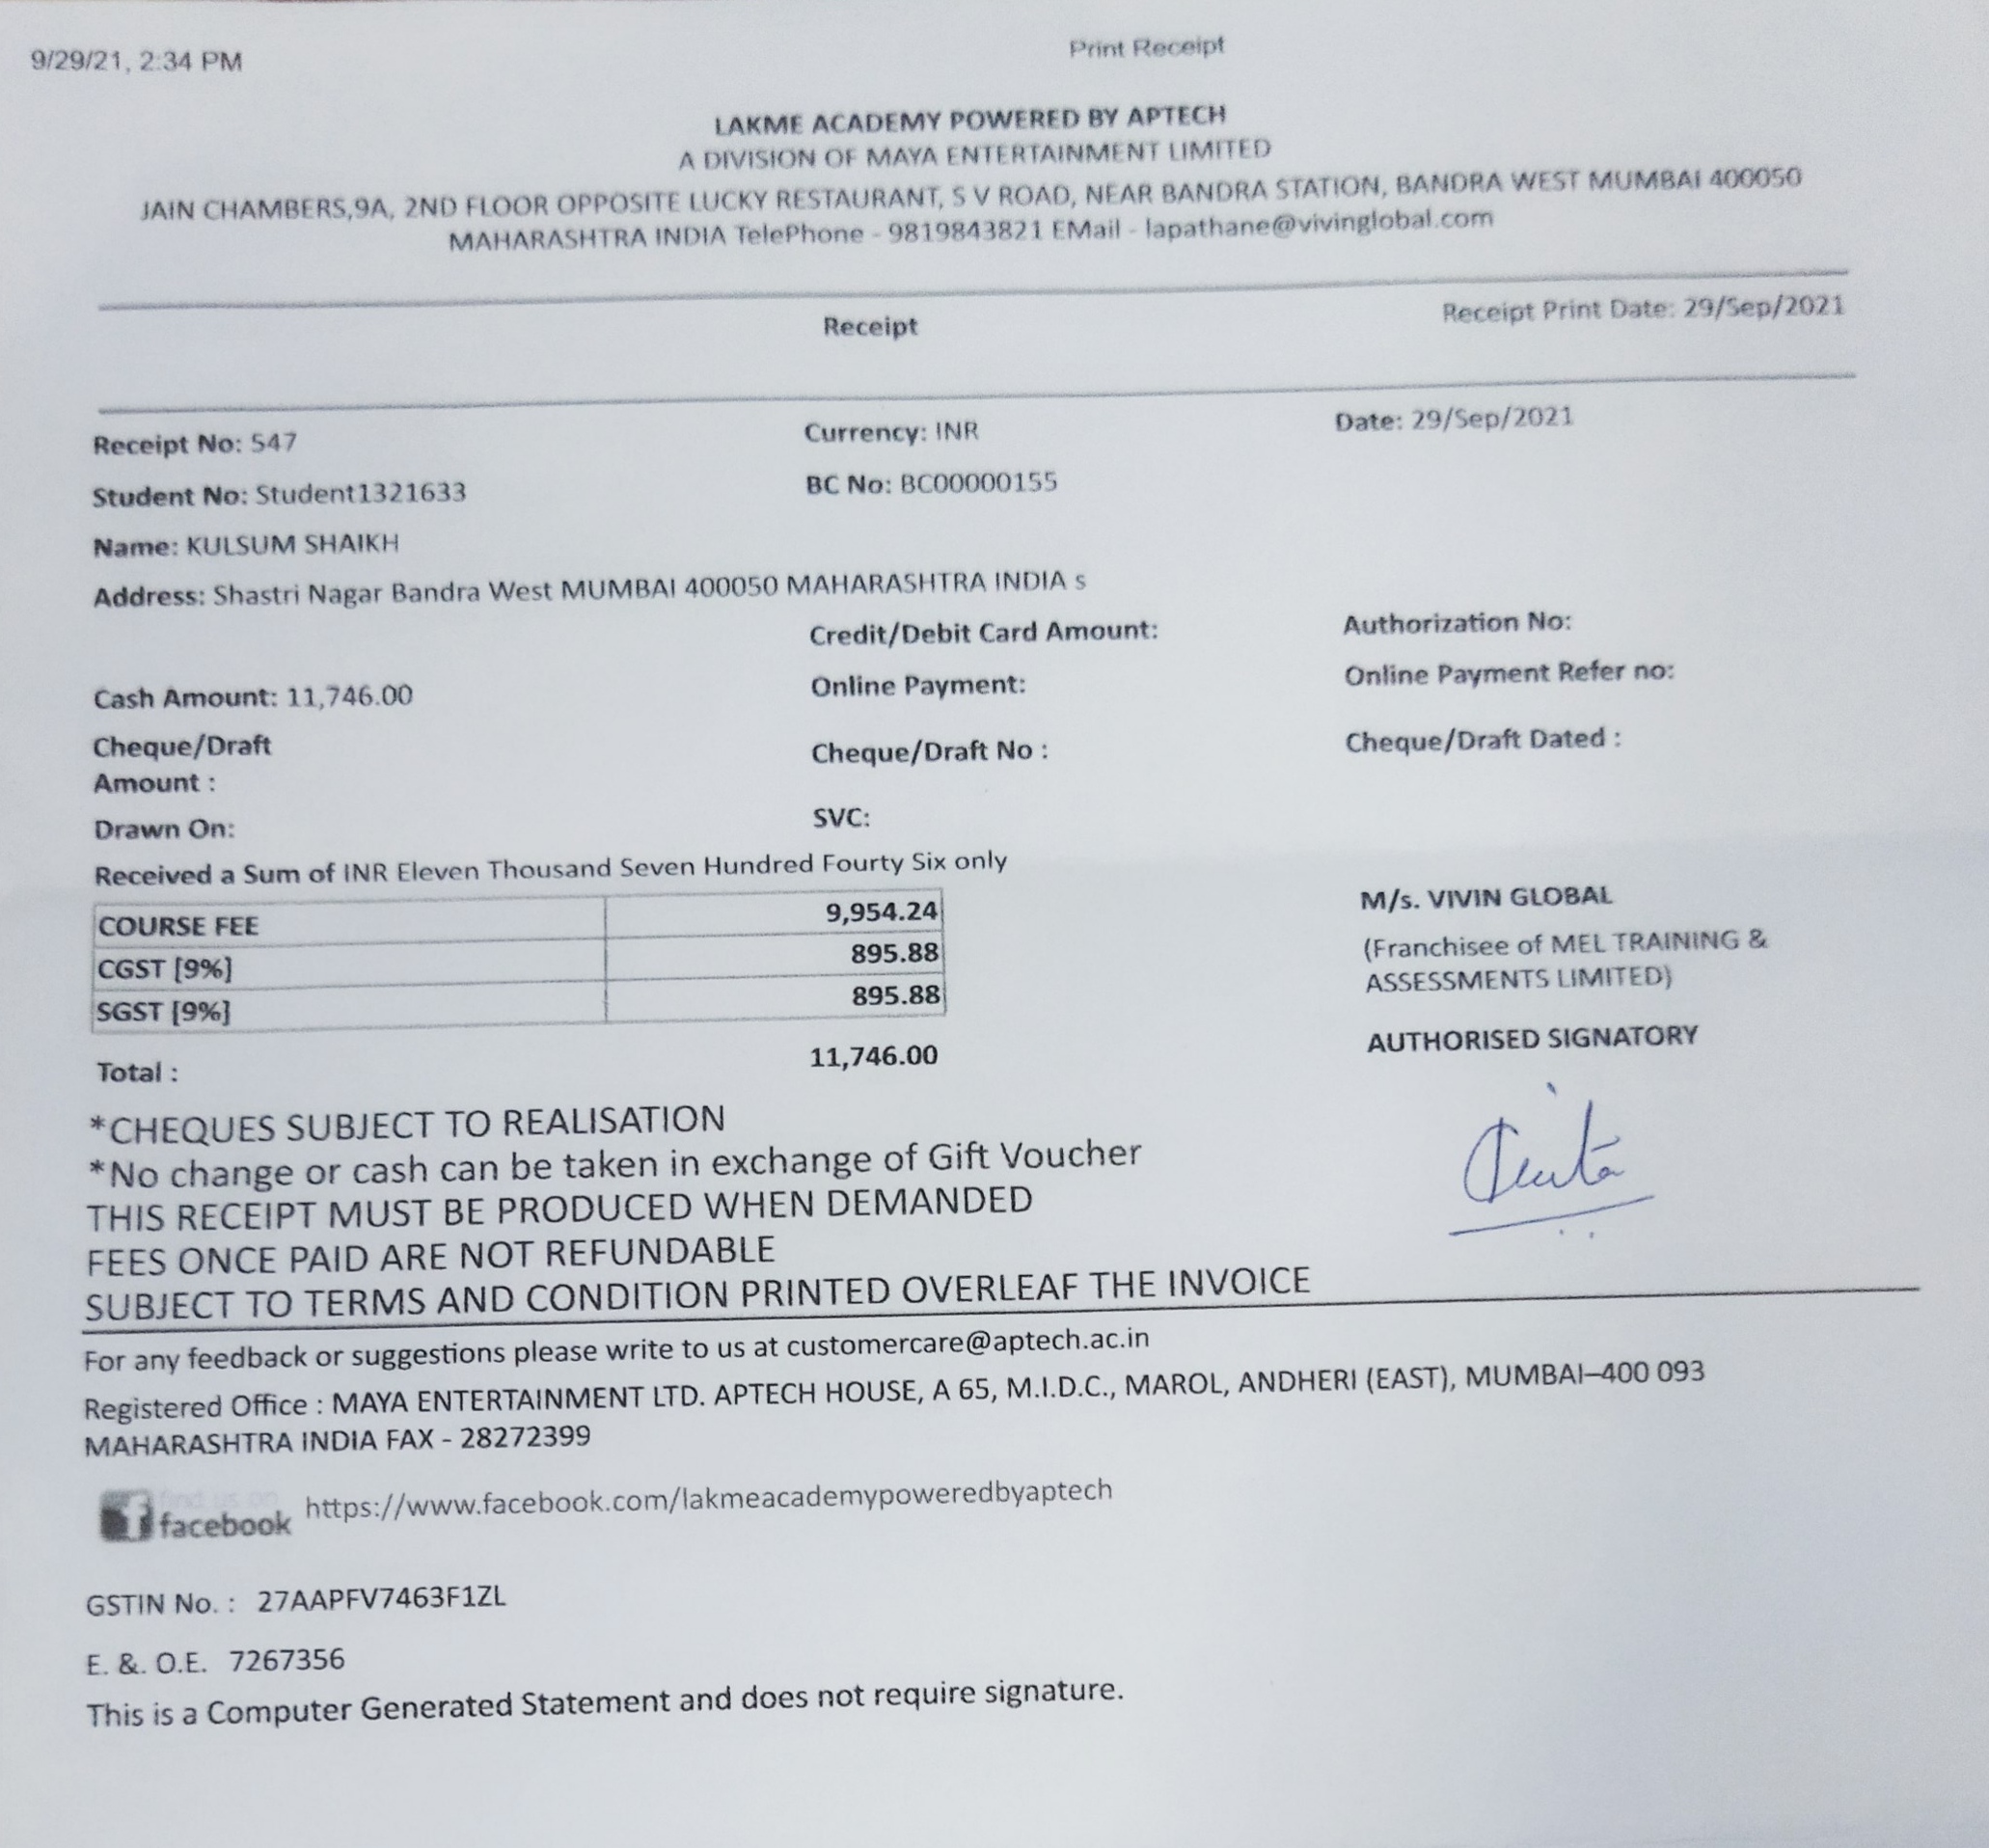 9/29/21, 2:34 PM Print Receipt
LAKME ACADEMY POWERED BY APTECH
A DIVISION OF MAYA ENTERTAINMENT LIMITED
JAIN CHAMBERS,9A, 2ND FLOOR OPPOSITE LUCKY RESTAURANT, S V ROAD, NEAR BANDRA STATION, BANDRA WEST MUMBAI 400050
MAHARASHTRA INDIA TelePhone - 9819843821 EMail - lapathane@vivinglobal.com
Receipt Receipt Print Date: 29/Sep/2021
Receipt No: 547 Currency: INR Date: 29/Sep/2021
Student No: Student1321633 BC No: BC00000155
Name: KULSUM SHAIKH
Address: Shastri Nagar Bandra West MUMBAI 400050 MAHARASHTRA INDIA s
Credit/Debit Card Amount: Authorization No:
Cash Amount: 11,746.00 Online Payment: Online Payment Refer no:
Cheque/Draft
Amount : Cheque/Draft No : Cheque/Draft Dated :
Drawn On: SVC:
Received a Sum of INR Eleven Thousand Seven Hundred Fourty Six only
COURSE FEE 9,954.24
CGST [9%] 895.88
SGST [9%] 895.88
Total : 11,746.00
M/s. VIVIN GLOBAL
(Franchisee of MEL TRAINING &
ASSESSMENTS LIMITED)
AUTHORISED SIGNATORY
*CHEQUES SUBJECT TO REALISATION
*No change or cash can be taken in exchange of Gift Voucher
THIS RECEIPT MUST BE PRODUCED WHEN DEMANDED
FEES ONCE PAID ARE NOT REFUNDABLE
SUBJECT TO TERMS AND CONDITION PRINTED OVERLEAF THE INVOICE
For any feedback or suggestions please write to us at customercare@aptech.ac.in
Registered Office : MAYA ENTERTAINMENT LTD. APTECH HOUSE, A 65, M.I.D.C., MAROL, ANDHERI (EAST), MUMBAI–400 093
MAHARASHTRA INDIA FAX - 28272399
find us on
facebook https://www.facebook.com/lakmeacademypoweredbyaptech
GSTIN No. : 27AAPFV7463F1ZL
E. &. O.E. 7267356
This is a Computer Generated Statement and does not require signature.